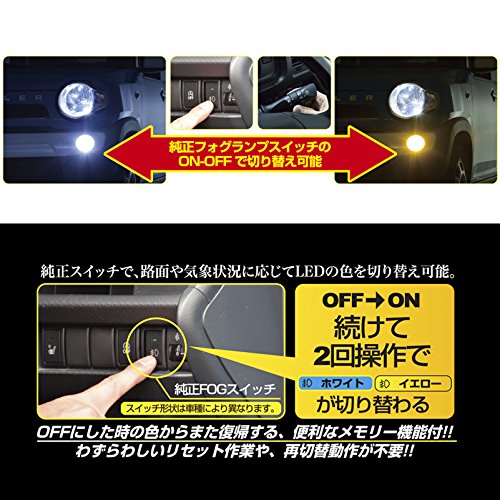 LER
純正フォグランプスイッチの
ON-OFFで切り替え可能
純正スイッチで、路面や気象状況に応じてLEDの色を切り替え可能。
純正FOGスイッチ
スイッチ形状は車種により異なります。
OFF→ON
続けて
2回操作で
ホワイト イエロー
が切り替わる
OFFにした時の色からまた復帰する、便利なメモリー機能付!!
わずらわしいリセット作業や、再切替動作が不要!!